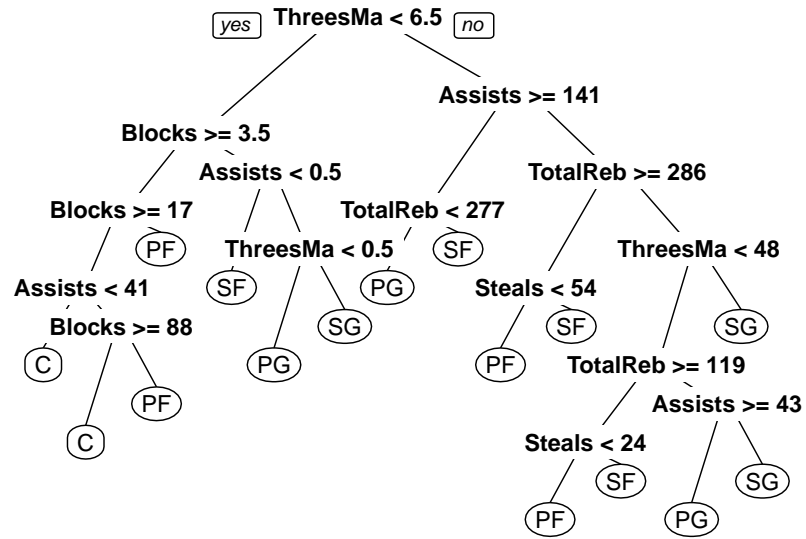 yes ThreesMa < 6.5 no
Assists >= 141
Blocks >= 3.5
Assists < 0.5 TotalReb >= 286
Blocks >= 17 TotalReb < 277
PF ThreesMa < 0.5 SF ThreesMa < 48
Assists < 41 SF PG Steals < 54
Blocks >= 88 SG SF SG
C PG PF TotalReb >= 119
PF Assists >= 43
C Steals < 24
SF SG
PF PG